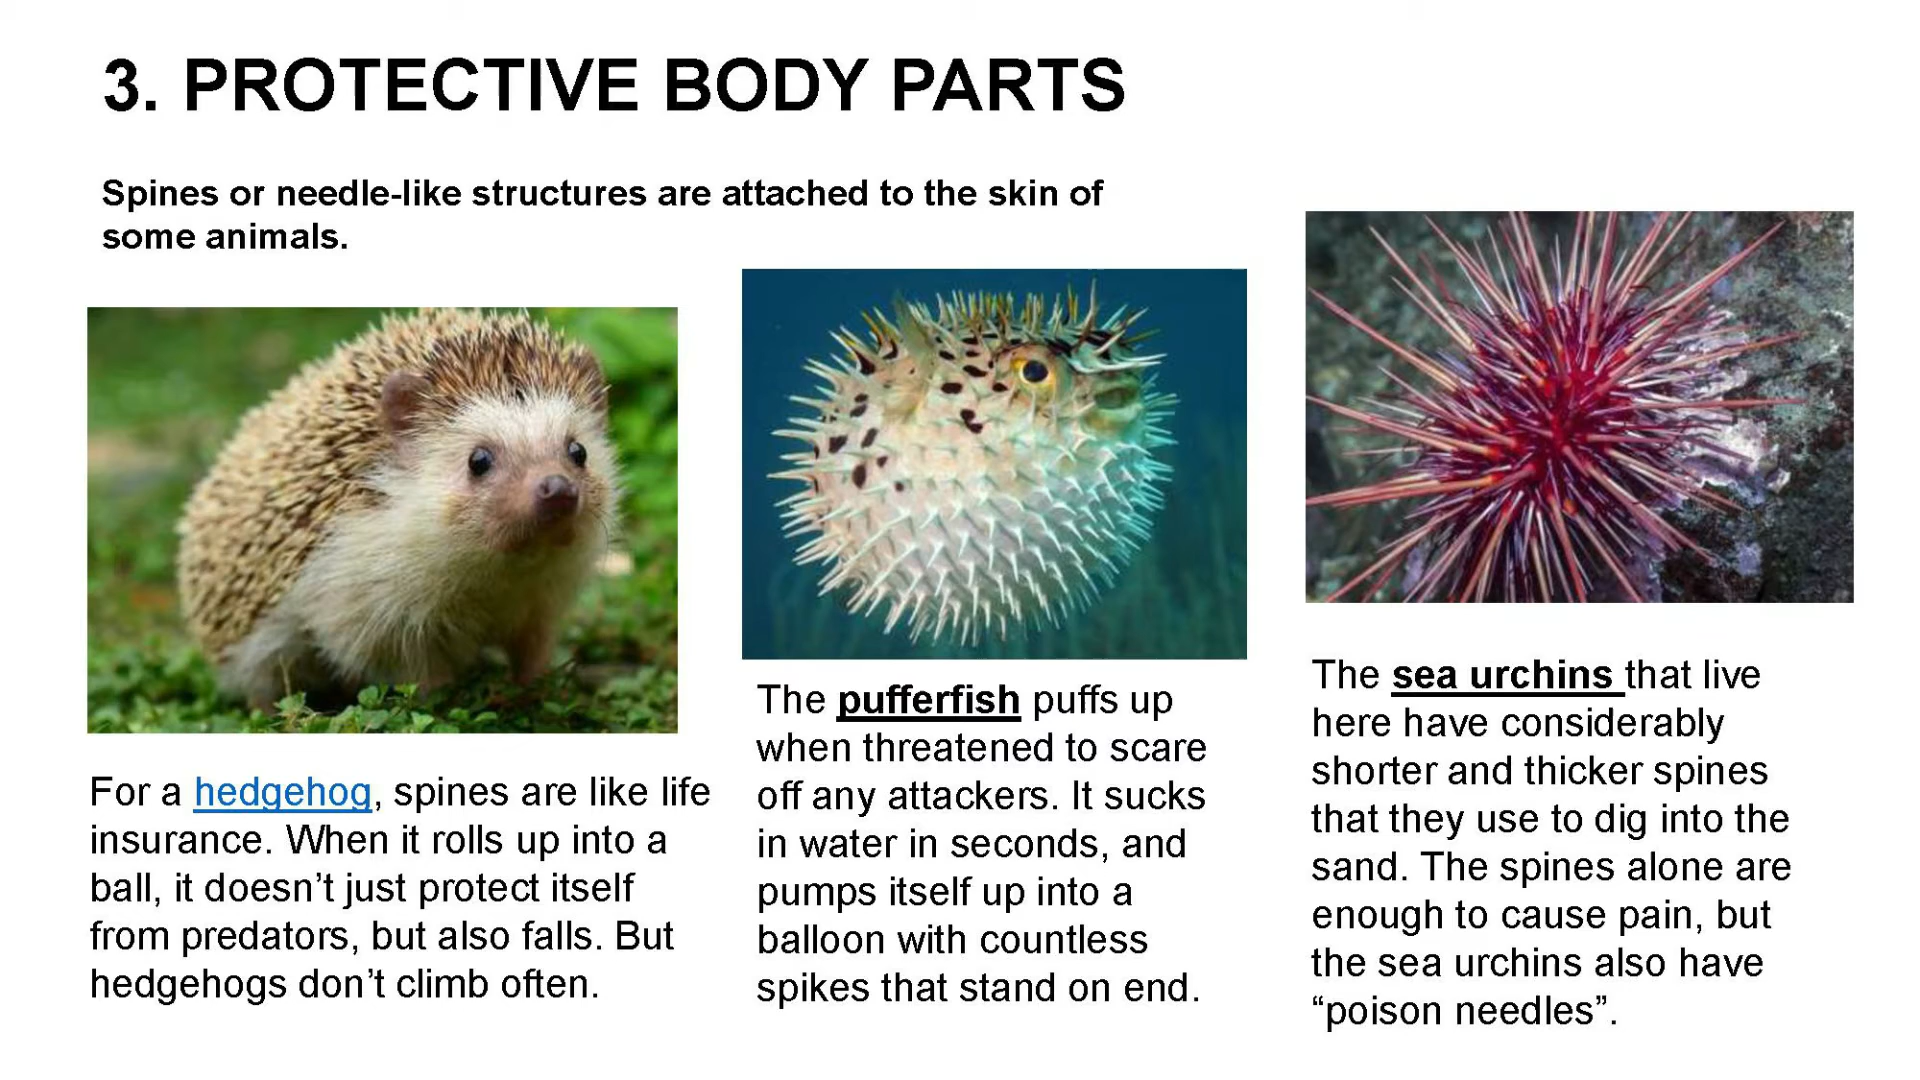 3. PROTECTIVE BODY PARTS
Spines or needle-like structures are attached to the skin of
some animals.
For a hedgehog, spines are like life
insurance. When it rolls up into a
ball, it doesn’t just protect itself
from predators, but also falls. But
hedgehogs don’t climb often.
The pufferfish puffs up
when threatened to scare
off any attackers. It sucks
in water in seconds, and
pumps itself up into a
balloon with countless
spikes that stand on end.
The sea urchins that live
here have considerably
shorter and thicker spines
that they use to dig into the
sand. The spines alone are
enough to cause pain, but
the sea urchins also have
“poison needles”.